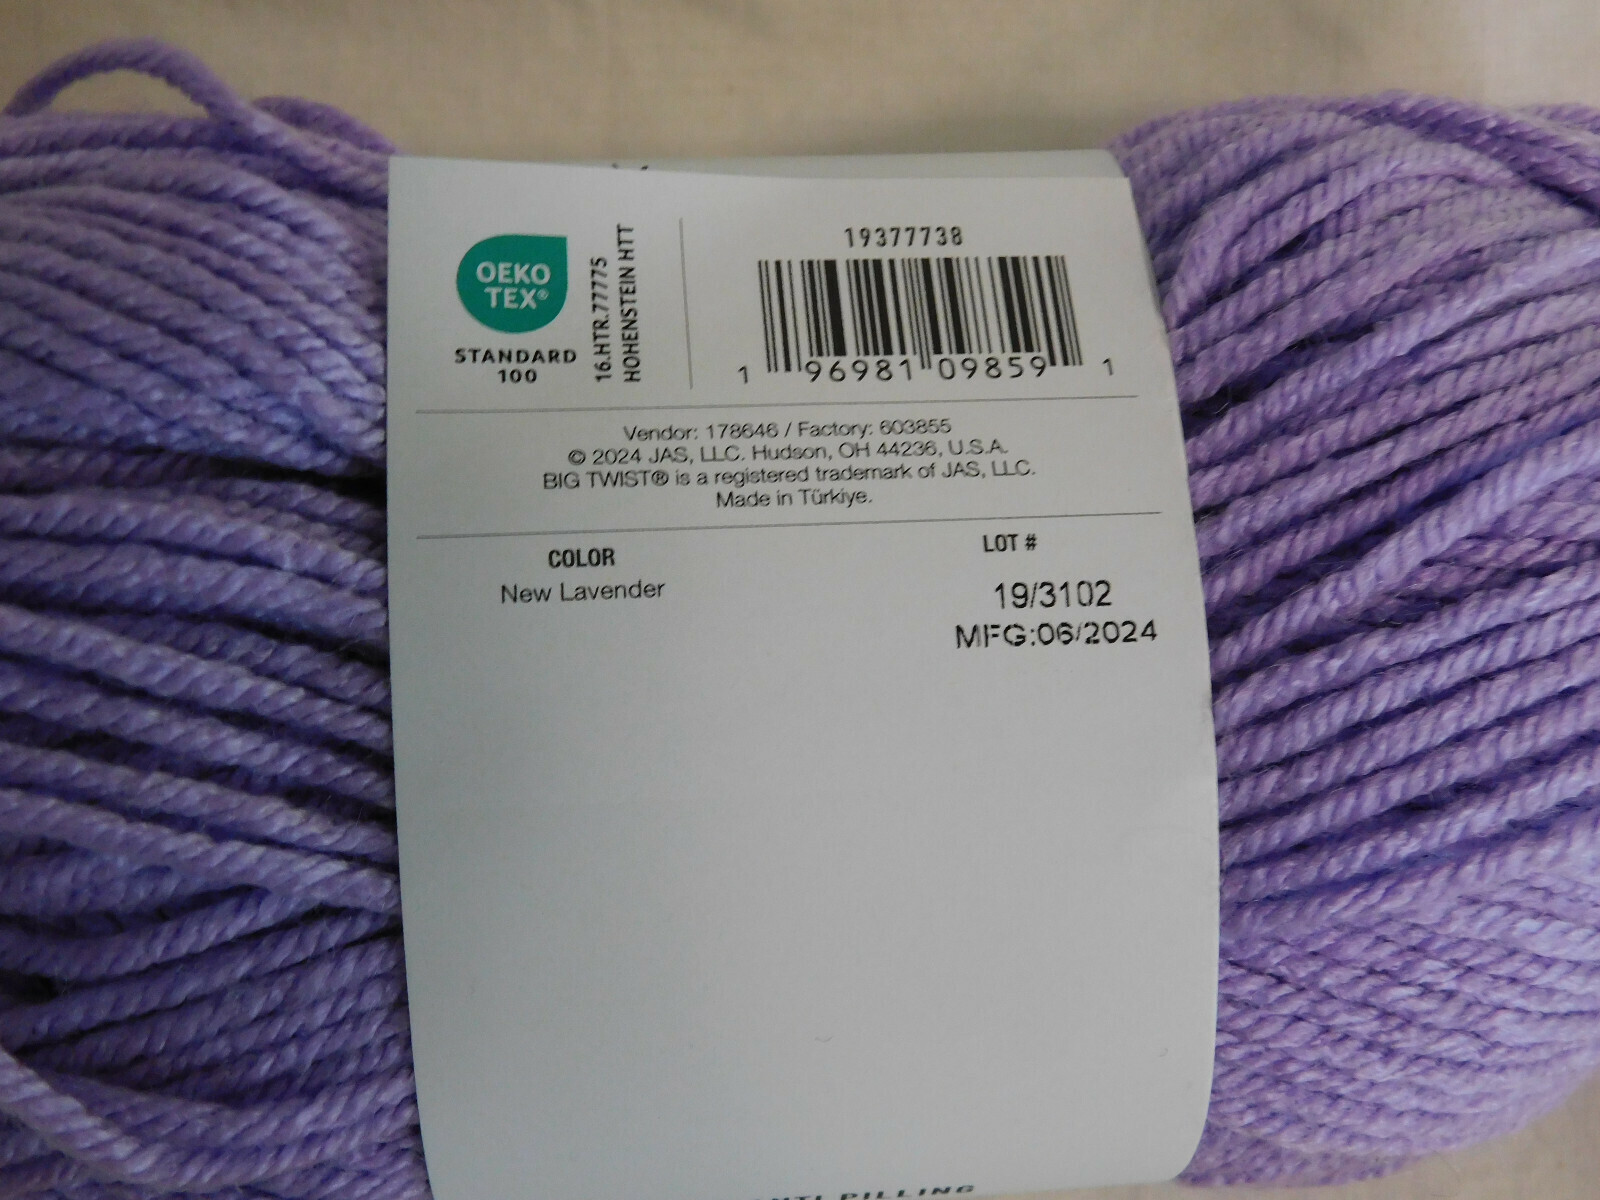 OEKO
TEX®
STANDARD
100
16.HTR.77775
HOHENSTEIN HTT
19377738
1 96981 09859 1
Vendor: 178646 / Factory: 603855
© 2024 JAS, LLC. Hudson, OH 44236, U.S.A.
BIG TWIST® is a registered trademark of JAS, LLC.
Made in Türkiye.
COLOR
New Lavender
LOT #
19/3102
MFG:06/2024
PILLING